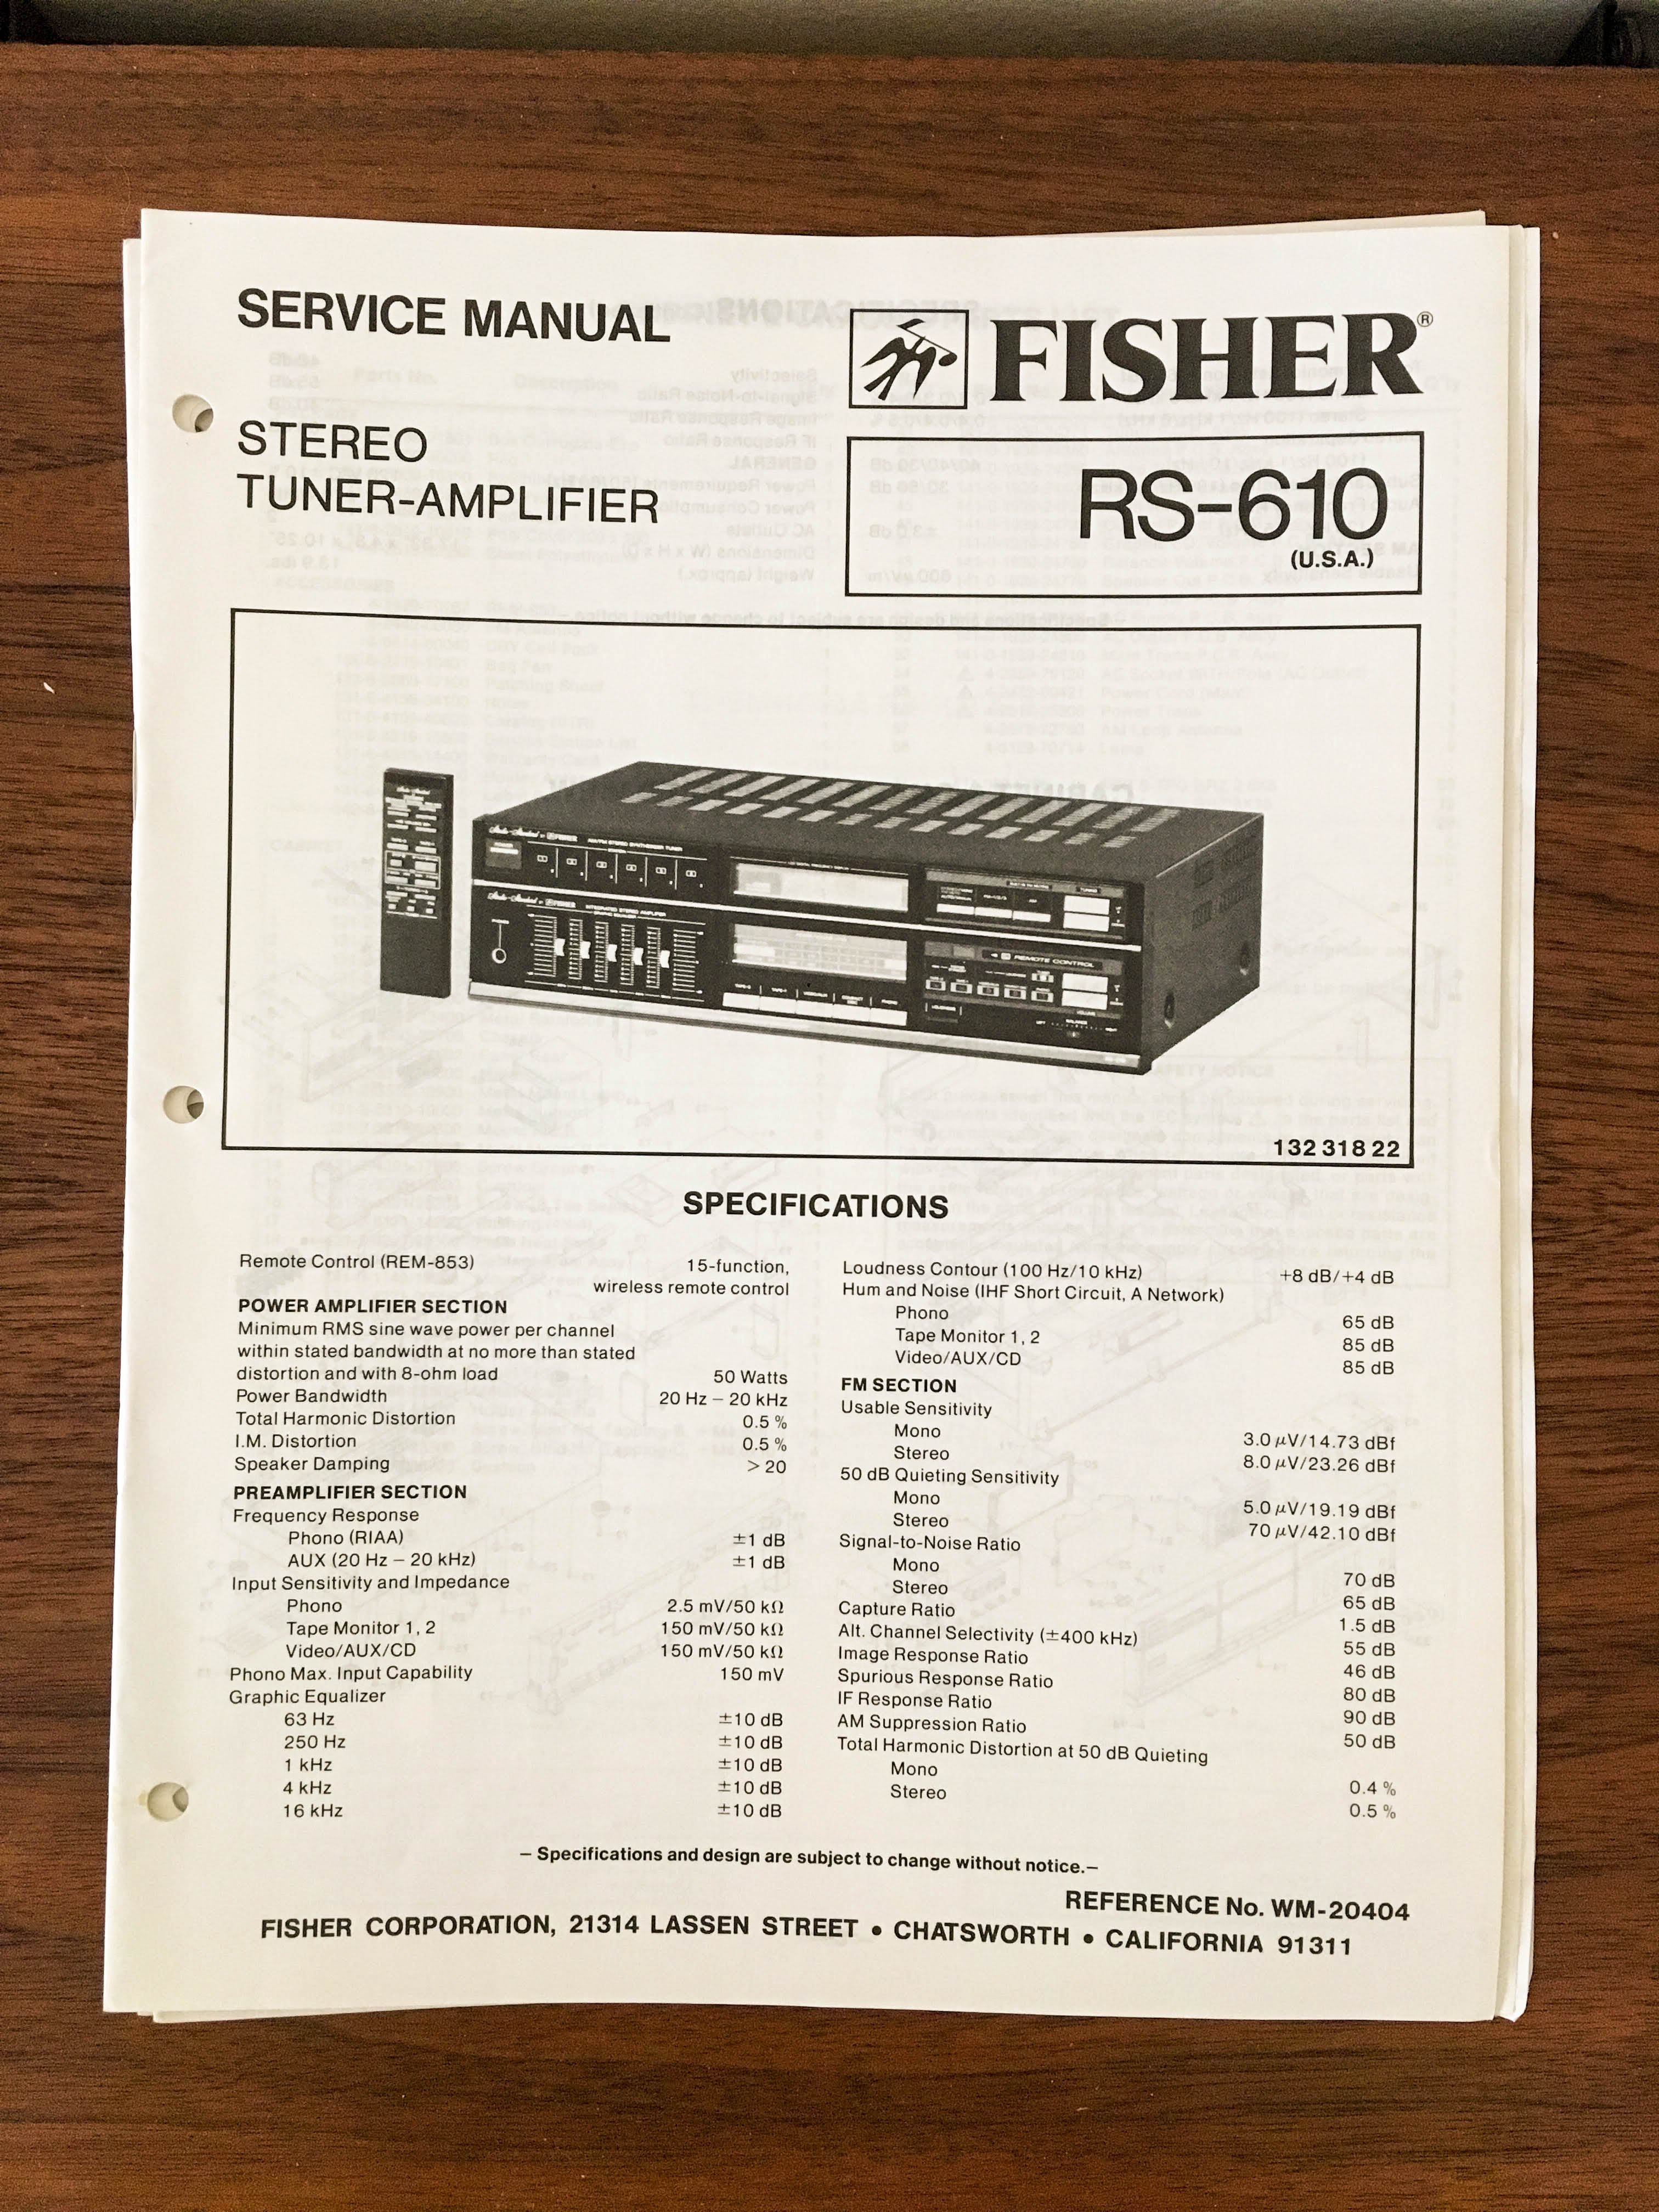 SERVICE MANUAL
FISHER®
STEREO
TUNER-AMPLIFIER
RS-610
(U.S.A.)
FISHER
AM/FM STEREO SYNTHESIZER TUNER
FISHER
INTEGRATED STEREO AMPLIFIER
REMOTE CONTROL
132 318 22
SPECIFICATIONS
Remote Control (REM-853) 15-function,
wireless remote control
POWER AMPLIFIER SECTION
Minimum RMS sine wave power per channel
within stated bandwidth at no more than stated
distortion and with 8-ohm load 50 Watts
Power Bandwidth 20 Hz – 20 kHz
Total Harmonic Distortion 0.5 %
I.M. Distortion 0.5 %
Speaker Damping > 20
PREAMPLIFIER SECTION
Frequency Response
Phono (RIAA) ±1 dB
AUX (20 Hz – 20 kHz) ±1 dB
Input Sensitivity and Impedance
Phono 2.5 mV/50 kΩ
Tape Monitor 1, 2 150 mV/50 kΩ
Video/AUX/CD 150 mV/50 kΩ
Phono Max. Input Capability 150 mV
Graphic Equalizer
63 Hz ±10 dB
250 Hz ±10 dB
1 kHz ±10 dB
4 kHz ±10 dB
16 kHz ±10 dB
Loudness Contour (100 Hz/10 kHz) +8 dB/+4 dB
Hum and Noise (IHF Short Circuit, A Network)
Phono 65 dB
Tape Monitor 1, 2 85 dB
Video/AUX/CD 85 dB
FM SECTION
Usable Sensitivity
Mono 3.0 μV/14.73 dBf
Stereo 8.0 μV/23.26 dBf
50 dB Quieting Sensitivity
Mono 5.0 μV/19.19 dBf
Stereo 70 μV/42.10 dBf
Signal-to-Noise Ratio
Mono 70 dB
Stereo 65 dB
Capture Ratio 1.5 dB
Alt. Channel Selectivity (±400 kHz) 55 dB
Image Response Ratio 46 dB
Spurious Response Ratio 80 dB
IF Response Ratio 90 dB
AM Suppression Ratio 50 dB
Total Harmonic Distortion at 50 dB Quieting
Mono 0.4 %
Stereo 0.5 %
– Specifications and design are subject to change without notice.–
REFERENCE No. WM-20404
FISHER CORPORATION, 21314 LASSEN STREET • CHATSWORTH • CALIFORNIA 91311